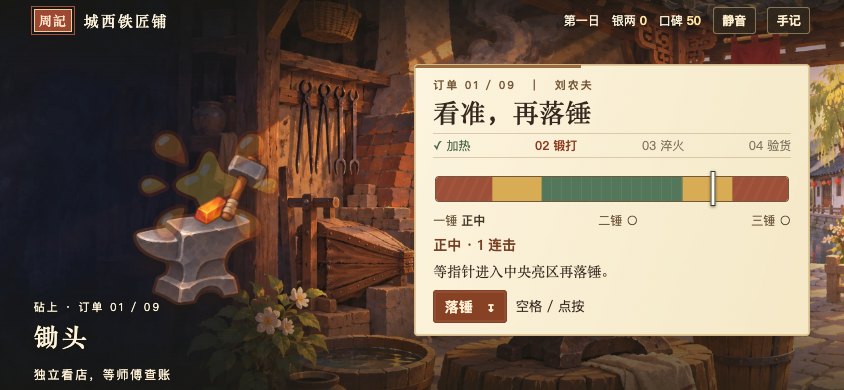 周記 城西铁匠铺
第一日 银两 0 口碑 50 静音 手记
订单 01 / 09 | 刘农夫
看准，再落锤
✓ 加热 02 锻打 03 淬火 04 验货
一锤 正中 二锤 〇 三锤 〇
正中 · 1 连击
等指针进入中央亮区再落锤。
落锤 空格 / 点按
砧上 · 订单 01 / 09
锄头
独立看店，等师傅查账